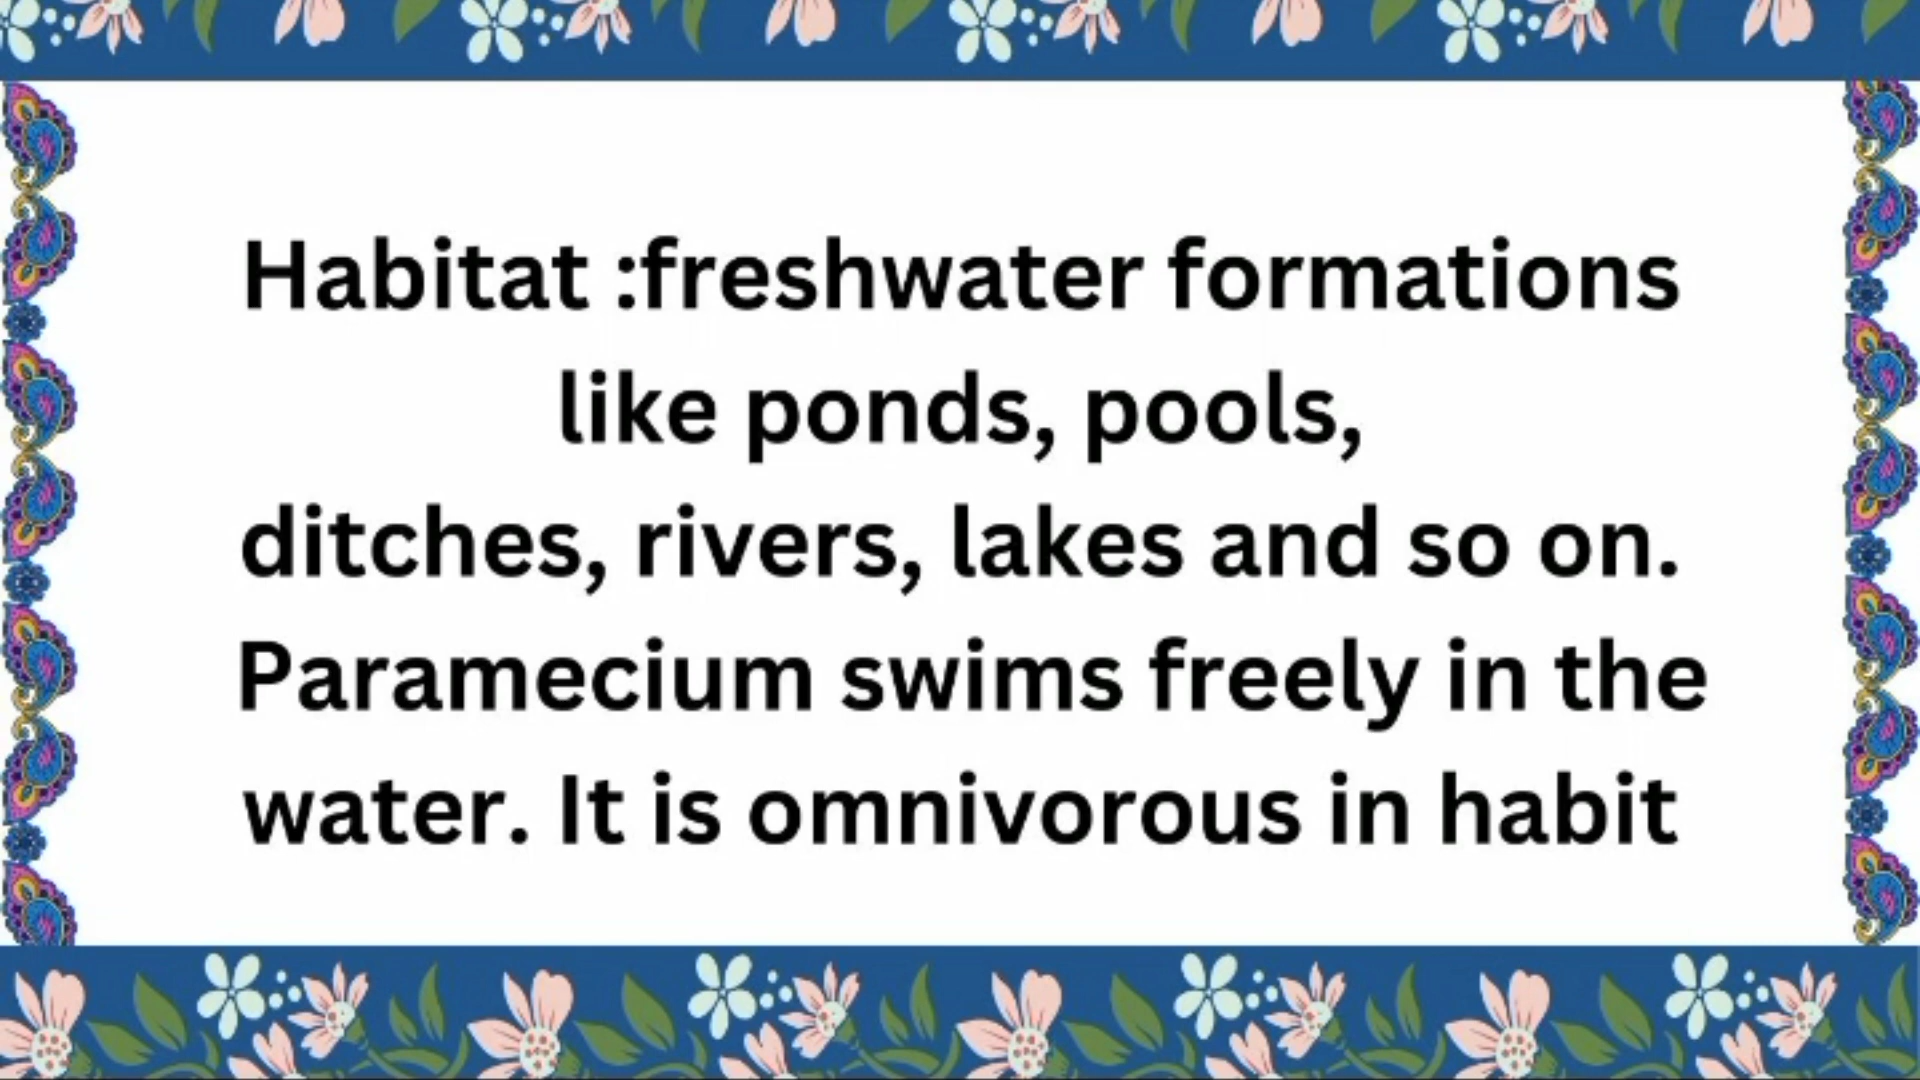 Habitat :freshwater formations
like ponds, pools,
ditches, rivers, lakes and so on.
Paramecium swims freely in the
water. It is omnivorous in habit